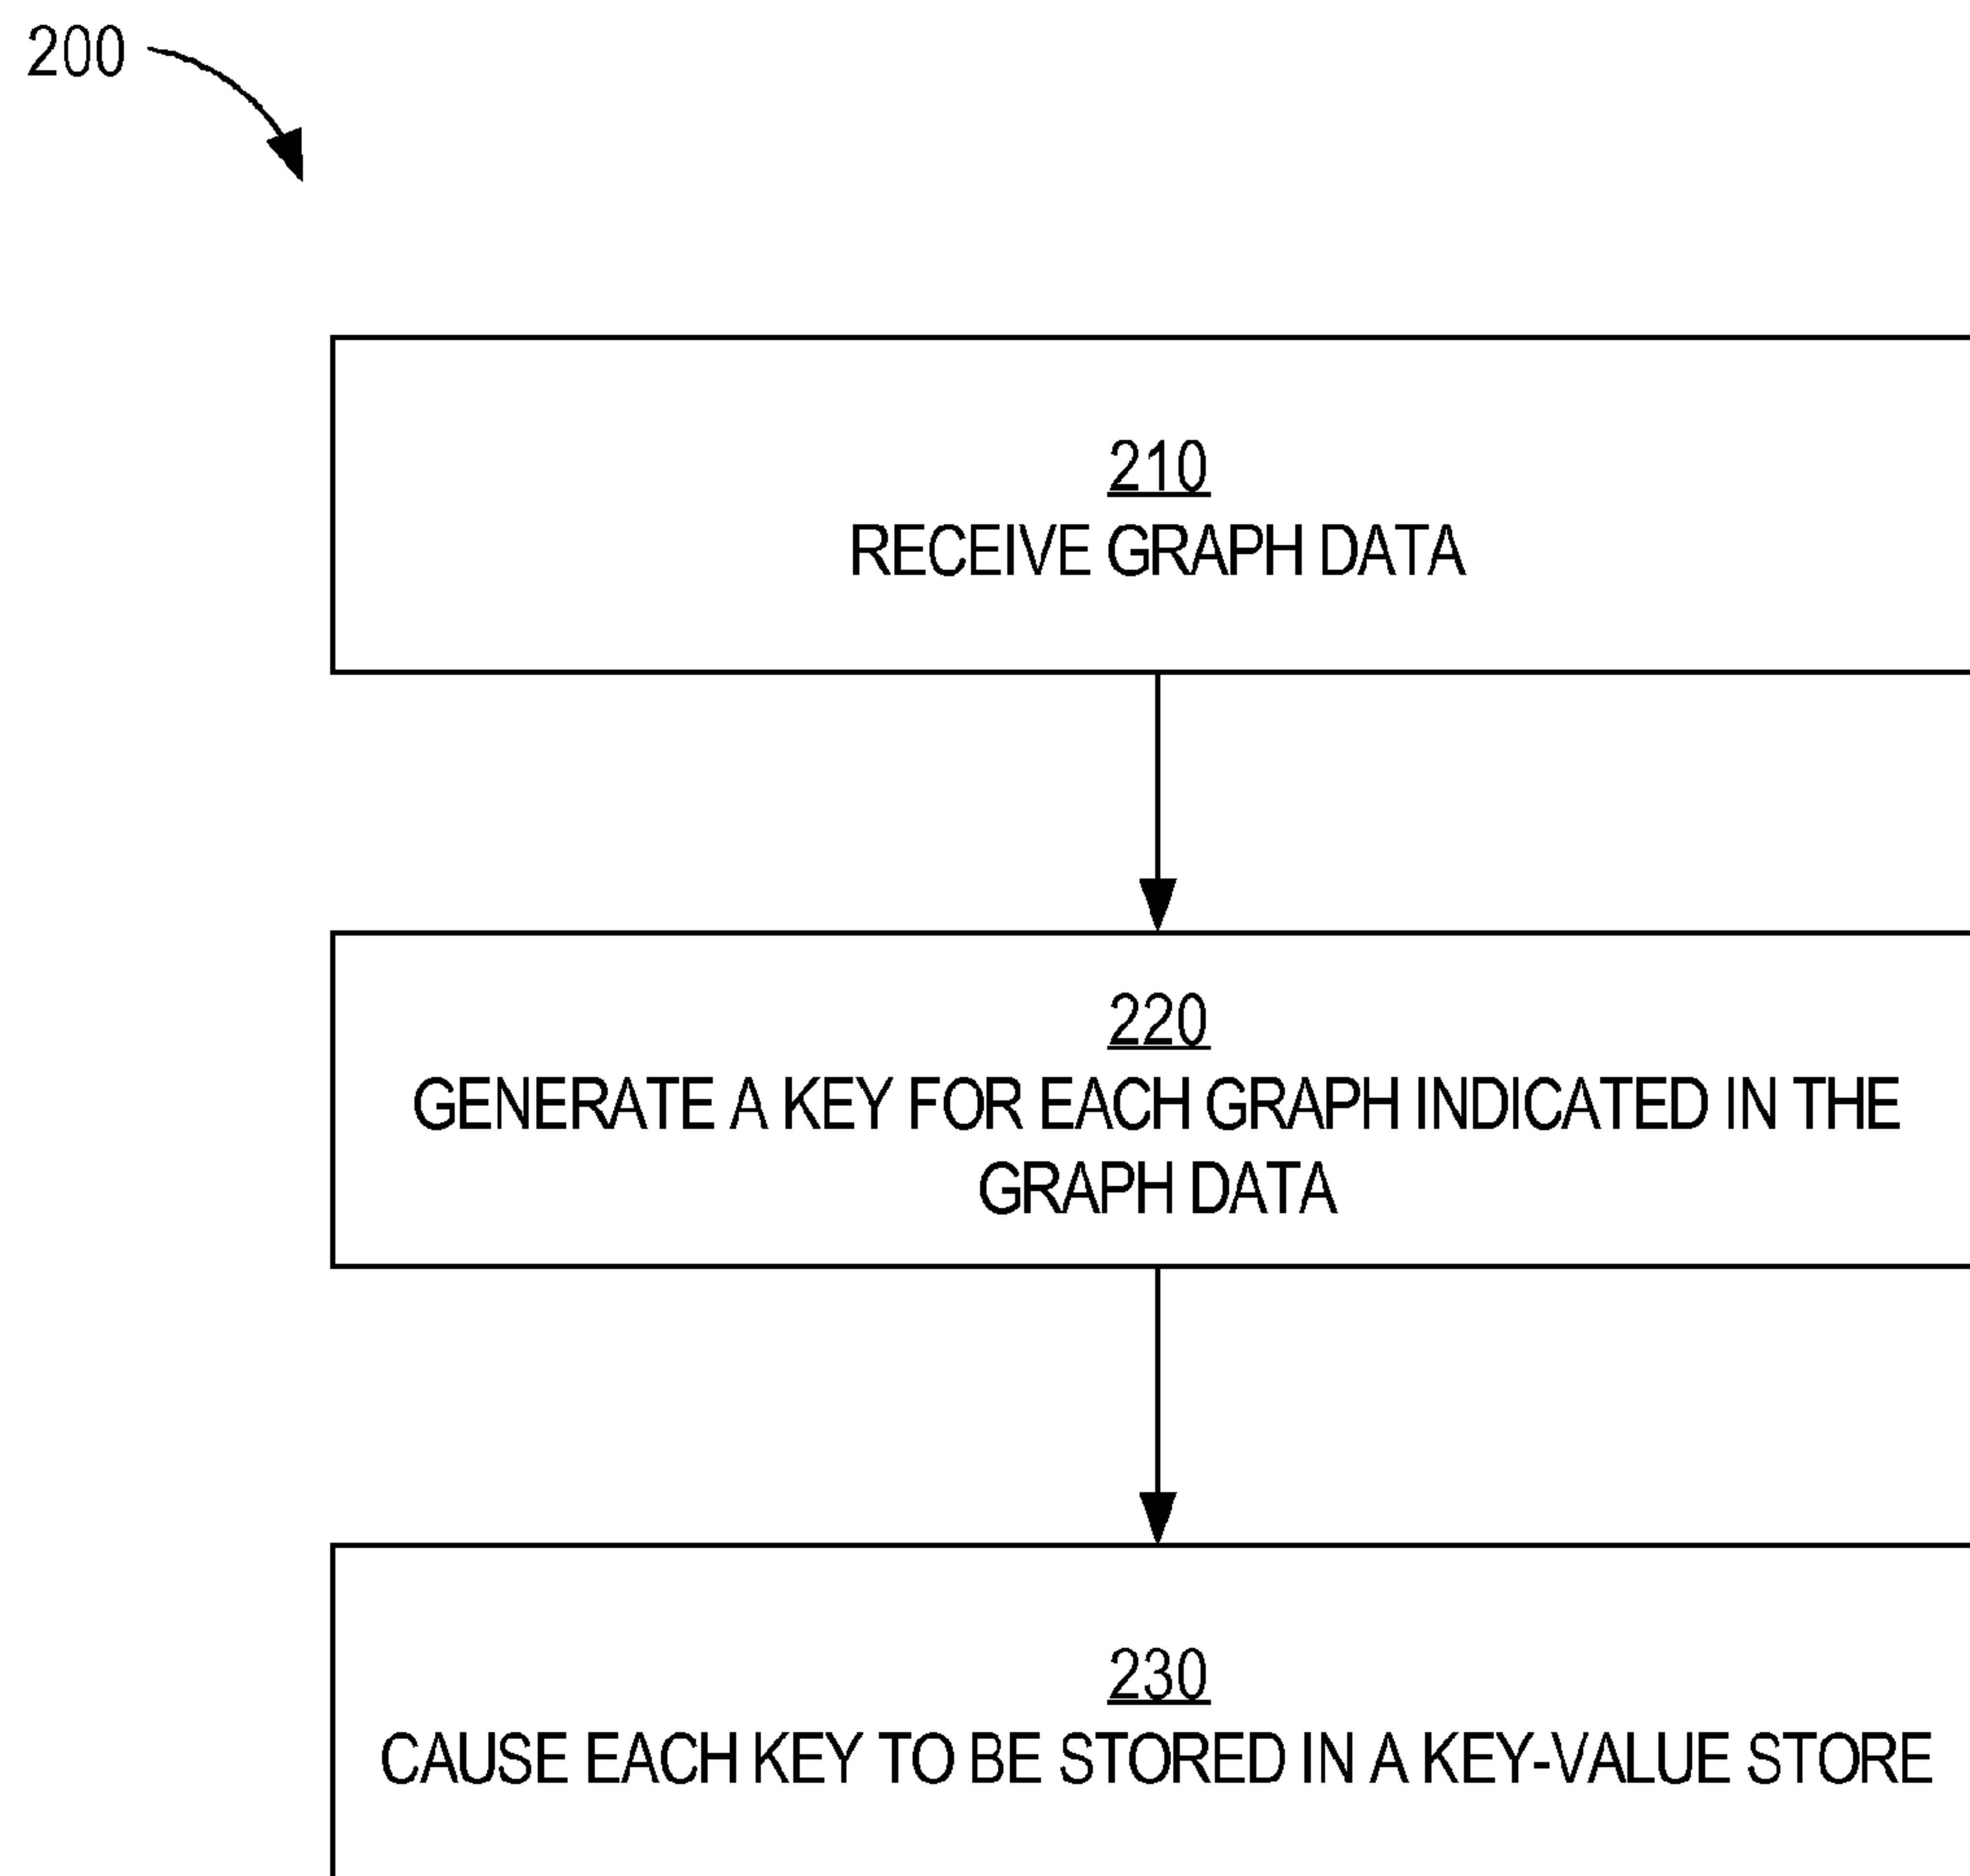 200
210
RECEIVE GRAPH DATA
220
GENERATE A KEY FOR EACH GRAPH INDICATED IN THE
GRAPH DATA
230
CAUSE EACH KEY TO BE STORED IN A KEY-VALUE STORE